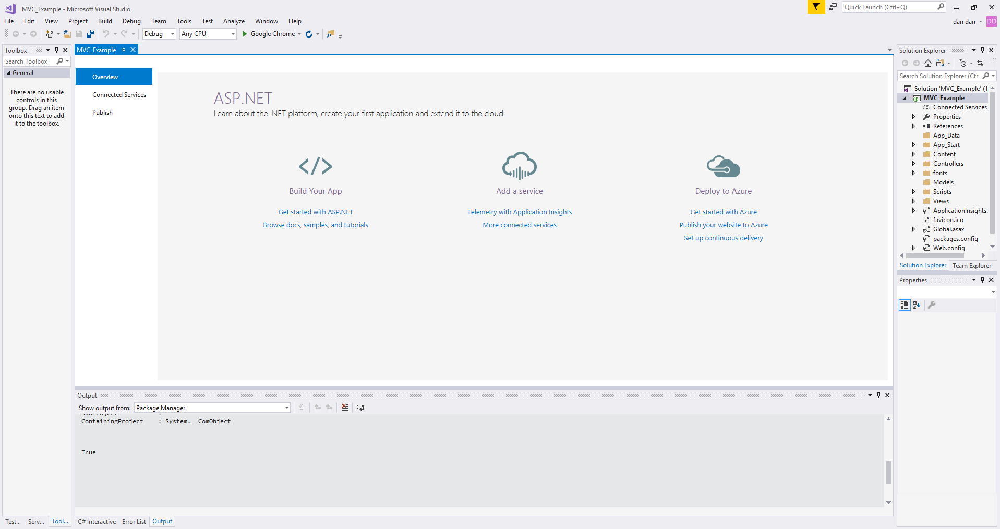 MVC_Example - Microsoft Visual Studio
Quick Launch (Ctrl+Q)
File Edit View Project Build Debug Team Tools Test Analyze Window Help
dan dan DD
Debug Any CPU Google Chrome
Toolbox
Search Toolbox
General
There are no usable
controls in this
group. Drag an item
onto this text to add
it to the toolbox.
Test... Serv... Tool...
MVC_Example
Overview
Connected Services
Publish
ASP.NET
Learn about the .NET platform, create your first application and extend it to the cloud.
Build Your App
Get started with ASP.NET
Browse docs, samples, and tutorials
Add a service
Telemetry with Application Insights
More connected services
Deploy to Azure
Get started with Azure
Publish your website to Azure
Set up continuous delivery
Output
Show output from: Package Manager
ContainingProject : System.__ComObject
True
C# Interactive Error List Output
Solution Explorer
Search Solution Explorer (Ctr
Solution 'MVC_Example' (1
MVC_Example
Connected Services
Properties
References
App_Data
App_Start
Content
Controllers
fonts
Models
Scripts
Views
ApplicationInsights.
favicon.ico
Global.asax
packages.config
Web.config
Solution Explorer Team Explorer
Properties